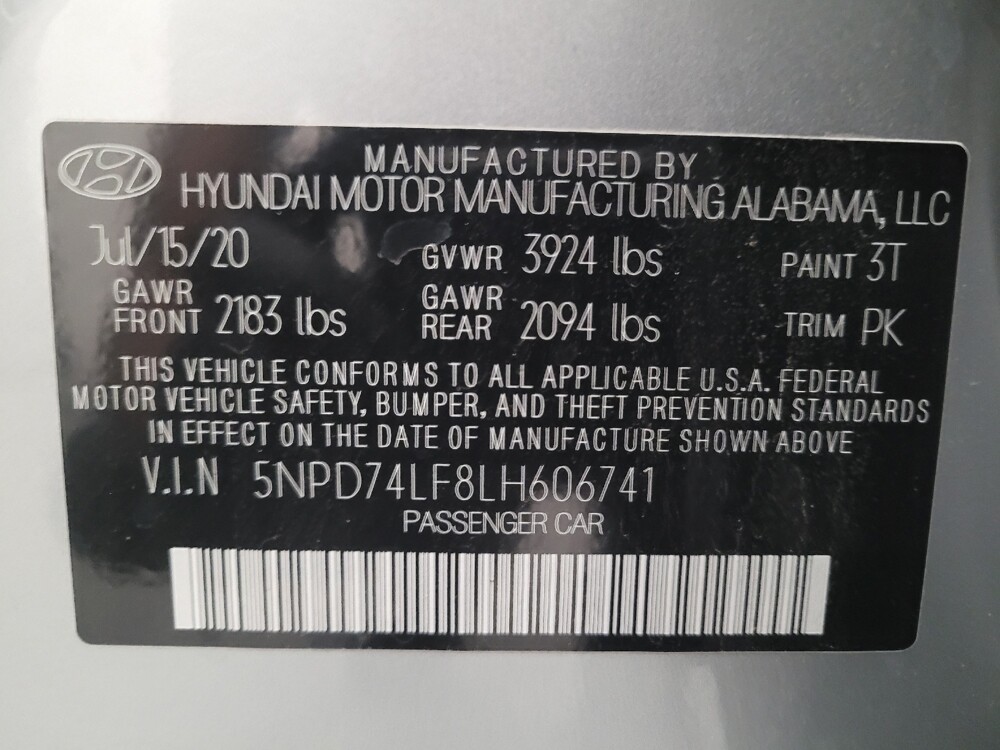 MANUFACTURED BY
HYUNDAI MOTOR MANUFACTURING ALABAMA, LLC
Jul/15/20 GVWR 3924 lbs PAINT 3T
GAWR FRONT 2183 lbs GAWR REAR 2094 lbs TRIM PK
THIS VEHICLE CONFORMS TO ALL APPLICABLE U.S.A. FEDERAL
MOTOR VEHICLE SAFETY, BUMPER, AND THEFT PREVENTION STANDARDS
IN EFFECT ON THE DATE OF MANUFACTURE SHOWN ABOVE
V.I.N 5NPD74LF8LH606741
PASSENGER CAR